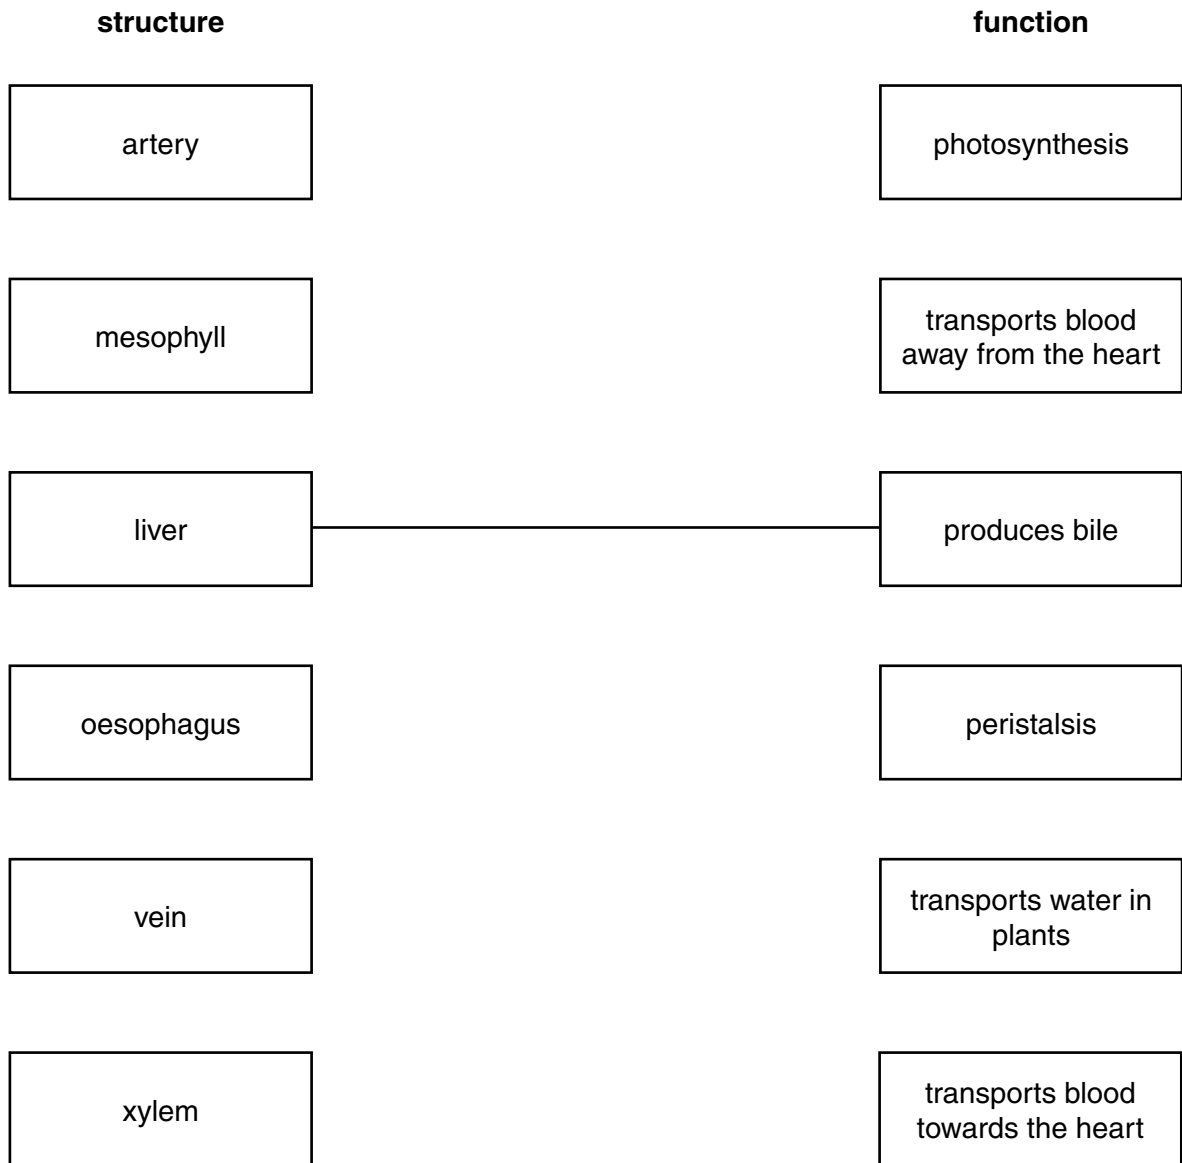 structure
function
artery
photosynthesis
mesophyll
transports blood
away from the heart
liver
produces bile
oesophagus
peristalsis
vein
transports water in
plants
xylem
transports blood
towards the heart